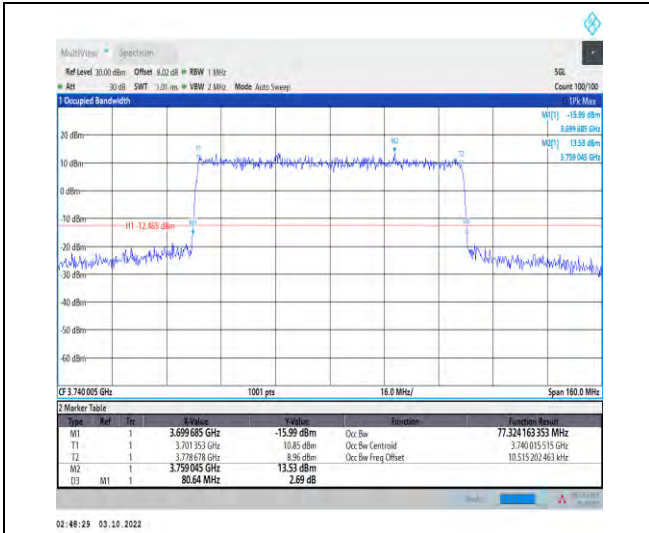 MultiView Spectrum
Ref Level 30.00 dBm Offset 8.02 dB RBW 1 MHz SGL
Att 30 dB SWT 1.01 ms VBW 2 MHz Mode Auto Sweep Count 100/100
1 Occupied Bandwidth 1Pk Max
M1[1] -15.99 dBm
3.699 685 GHz
M2[1] 13.53 dBm
3.759 045 GHz
20 dBm
T1 M2 T2
10 dBm
0 dBm
-10 dBm
H1 -12.465 dBm
-20 dBm
-30 dBm
-40 dBm
-50 dBm
-60 dBm
CF 3.740 005 GHz 1001 pts 16.0 MHz/ Span 160.0 MHz
2 Marker Table
Type Ref Trc X-Value Y-Value Function Function Result
M1 1 3.699 685 GHz -15.99 dBm Occ Bw 77.324 163 353 MHz
T1 1 3.701 353 GHz 10.85 dBm Occ Bw Centroid 3.740 015 515 GHz
T2 1 3.778 678 GHz 8.96 dBm Occ Bw Freq Offset 10.515 202 463 kHz
M2 1 3.759 045 GHz 13.53 dBm
D3 M1 1 80.64 MHz 2.69 dB
02:48:29 03.10.2022